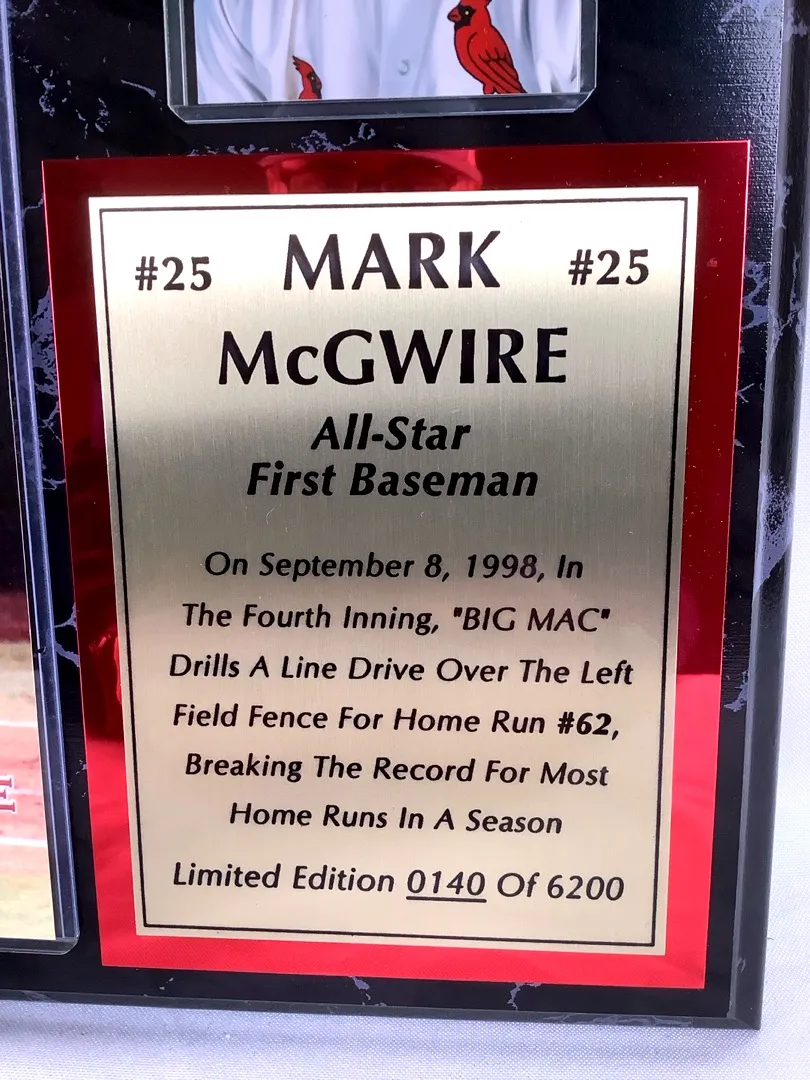 #25 MARK #25
McGWIRE
All-Star
First Baseman
On September 8, 1998, In
The Fourth Inning, "BIG MAC"
Drills A Line Drive Over The Left
Field Fence For Home Run #62,
Breaking The Record For Most
Home Runs In A Season
Limited Edition 0140 Of 6200